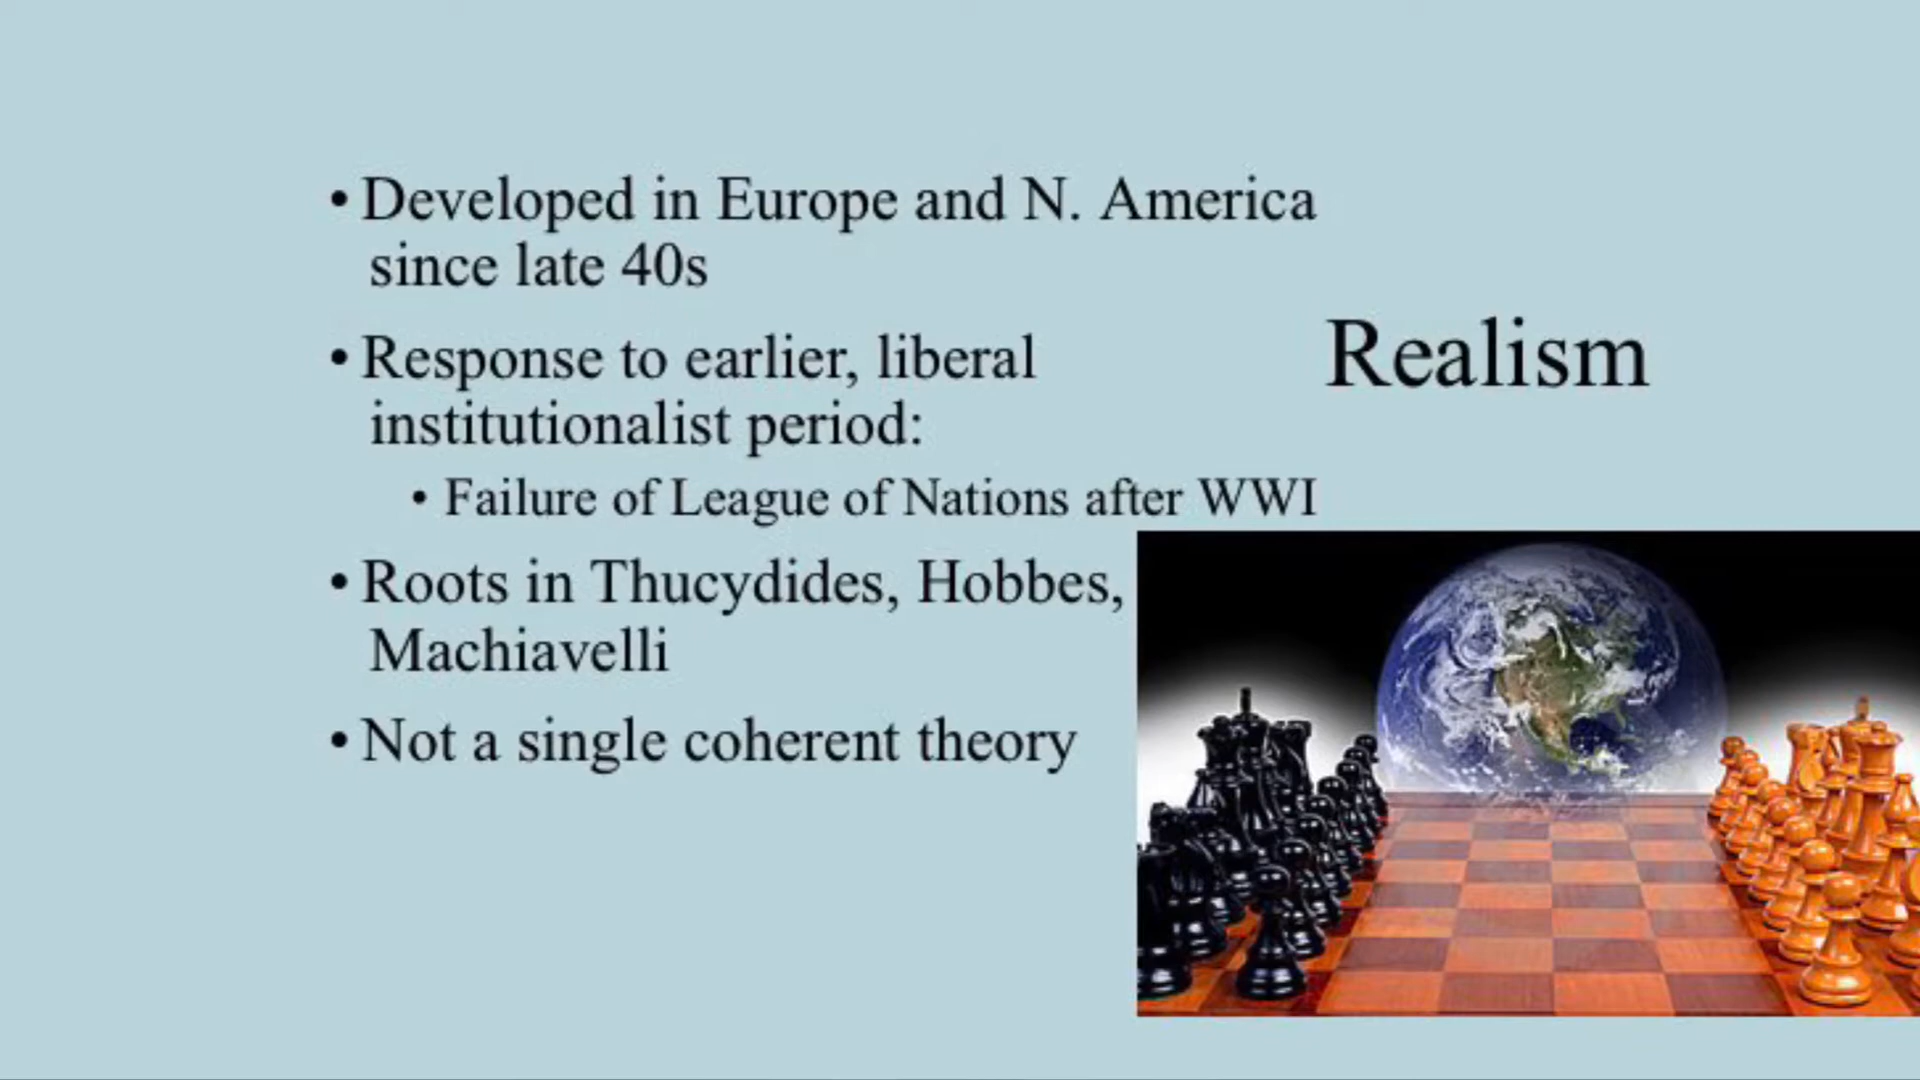 • Developed in Europe and N. America
since late 40s
• Response to earlier, liberal
institutionalist period:
• Failure of League of Nations after WWI
• Roots in Thucydides, Hobbes,
Machiavelli
• Not a single coherent theory
Realism